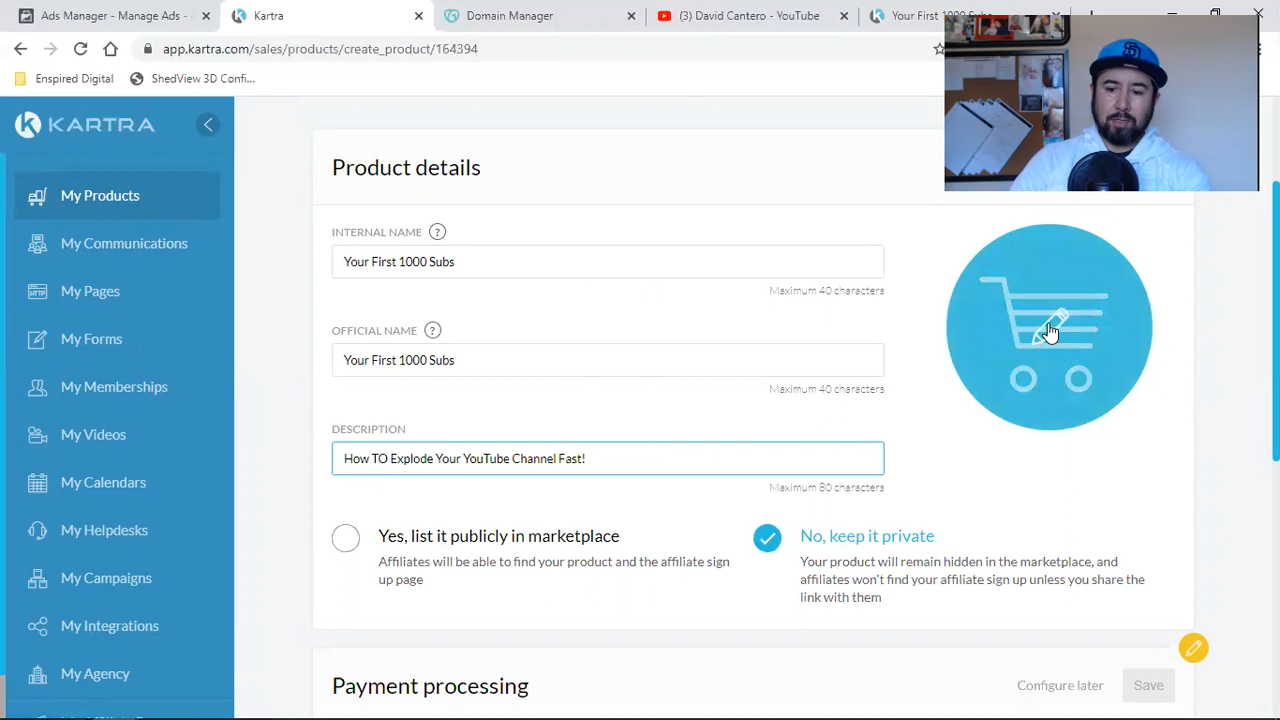 Ads Manager - Manage Ads -
Kartra
Domain Manager
(3) David Cantero - YouTube
Your First 1000 Subs
app.kartra.com/sales/products/create_product/164394
Enspired Digital
ShedView 3D Confi...
KARTRA
My Products
My Communications
My Pages
My Forms
My Memberships
My Videos
My Calendars
My Helpdesks
My Campaigns
My Integrations
My Agency
Product details
INTERNAL NAME ?
Your First 1000 Subs
Maximum 40 characters
OFFICIAL NAME ?
Your First 1000 Subs
Maximum 40 characters
DESCRIPTION
How TO Explode Your YouTube Channel Fast!
Maximum 80 characters
Yes, list it publicly in marketplace
Affiliates will be able to find your product and the affiliate sign
up page
No, keep it private
Your product will remain hidden in the marketplace, and
affiliates won't find your affiliate sign up unless you share the
link with them
Payment processing
Configure later
Save